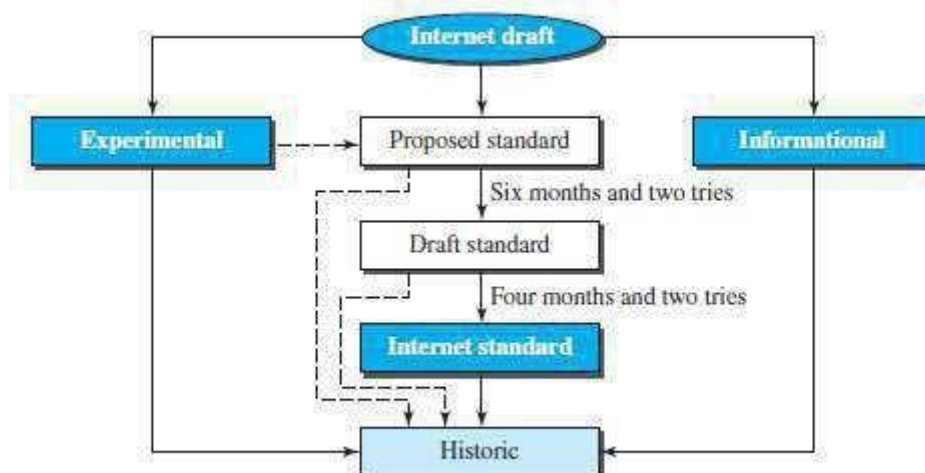 Internet draft
Experimental
Proposed standard
Informational
Six months and two tries
Draft standard
Four months and two tries
Internet standard
Historic